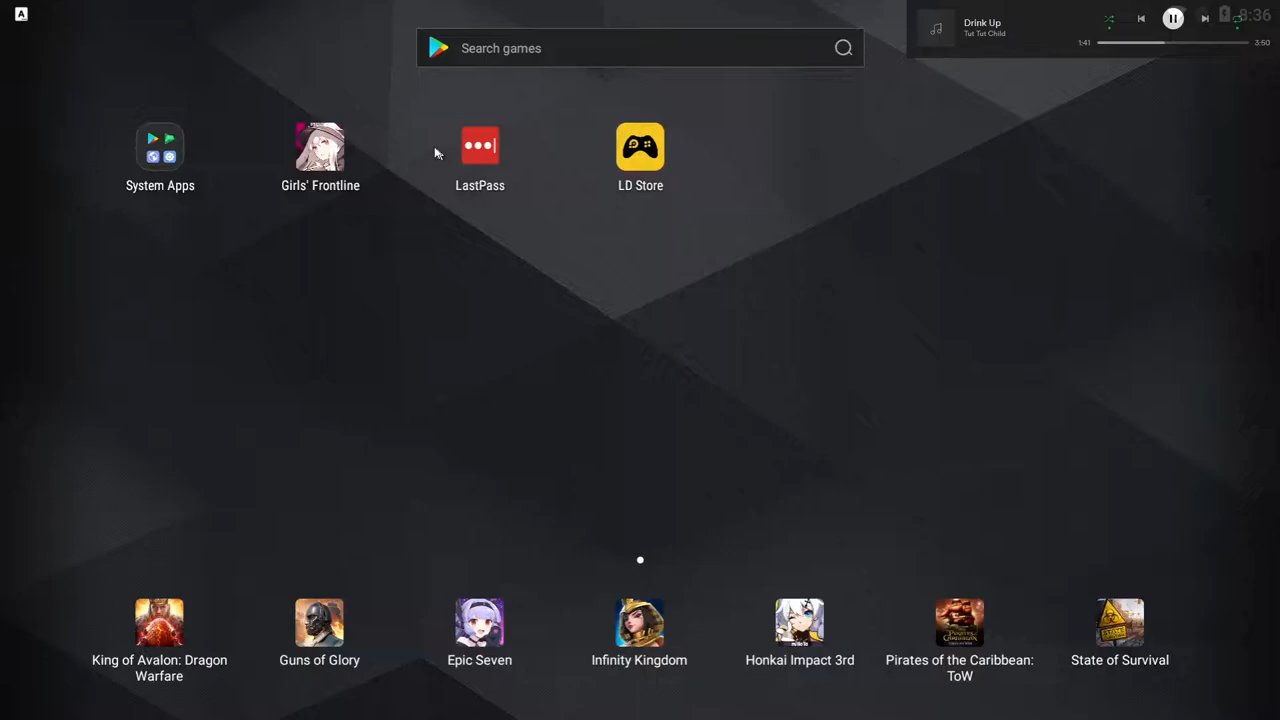 A
Search games
Drink Up
Tut Tut Child
1:41
3:50
8:36
System Apps
Girls' Frontline
LastPass
LD Store
King of Avalon: Dragon
Warfare
Guns of Glory
Epic Seven
Infinity Kingdom
Honkai Impact 3rd
Pirates of the Caribbean:
ToW
State of Survival